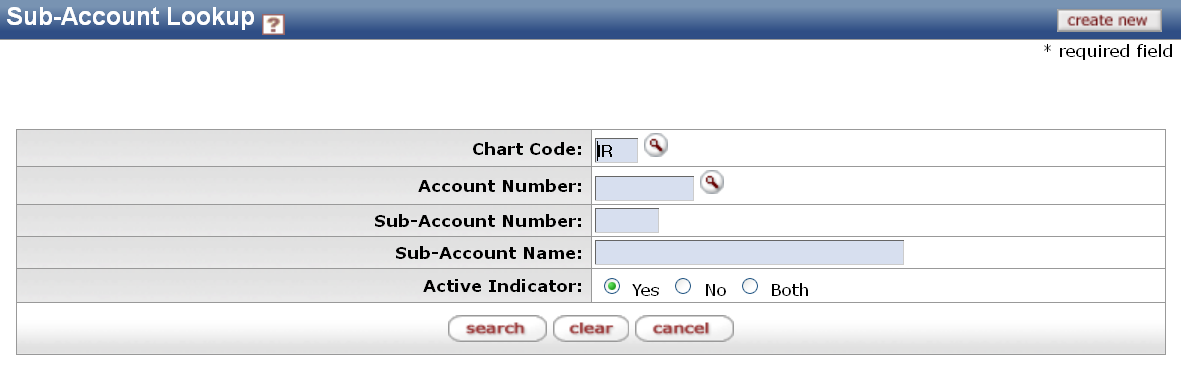 Sub-Account Lookup ?
create new
* required field
Chart Code: IR
Account Number:
Sub-Account Number:
Sub-Account Name:
Active Indicator: Yes No Both
search clear cancel